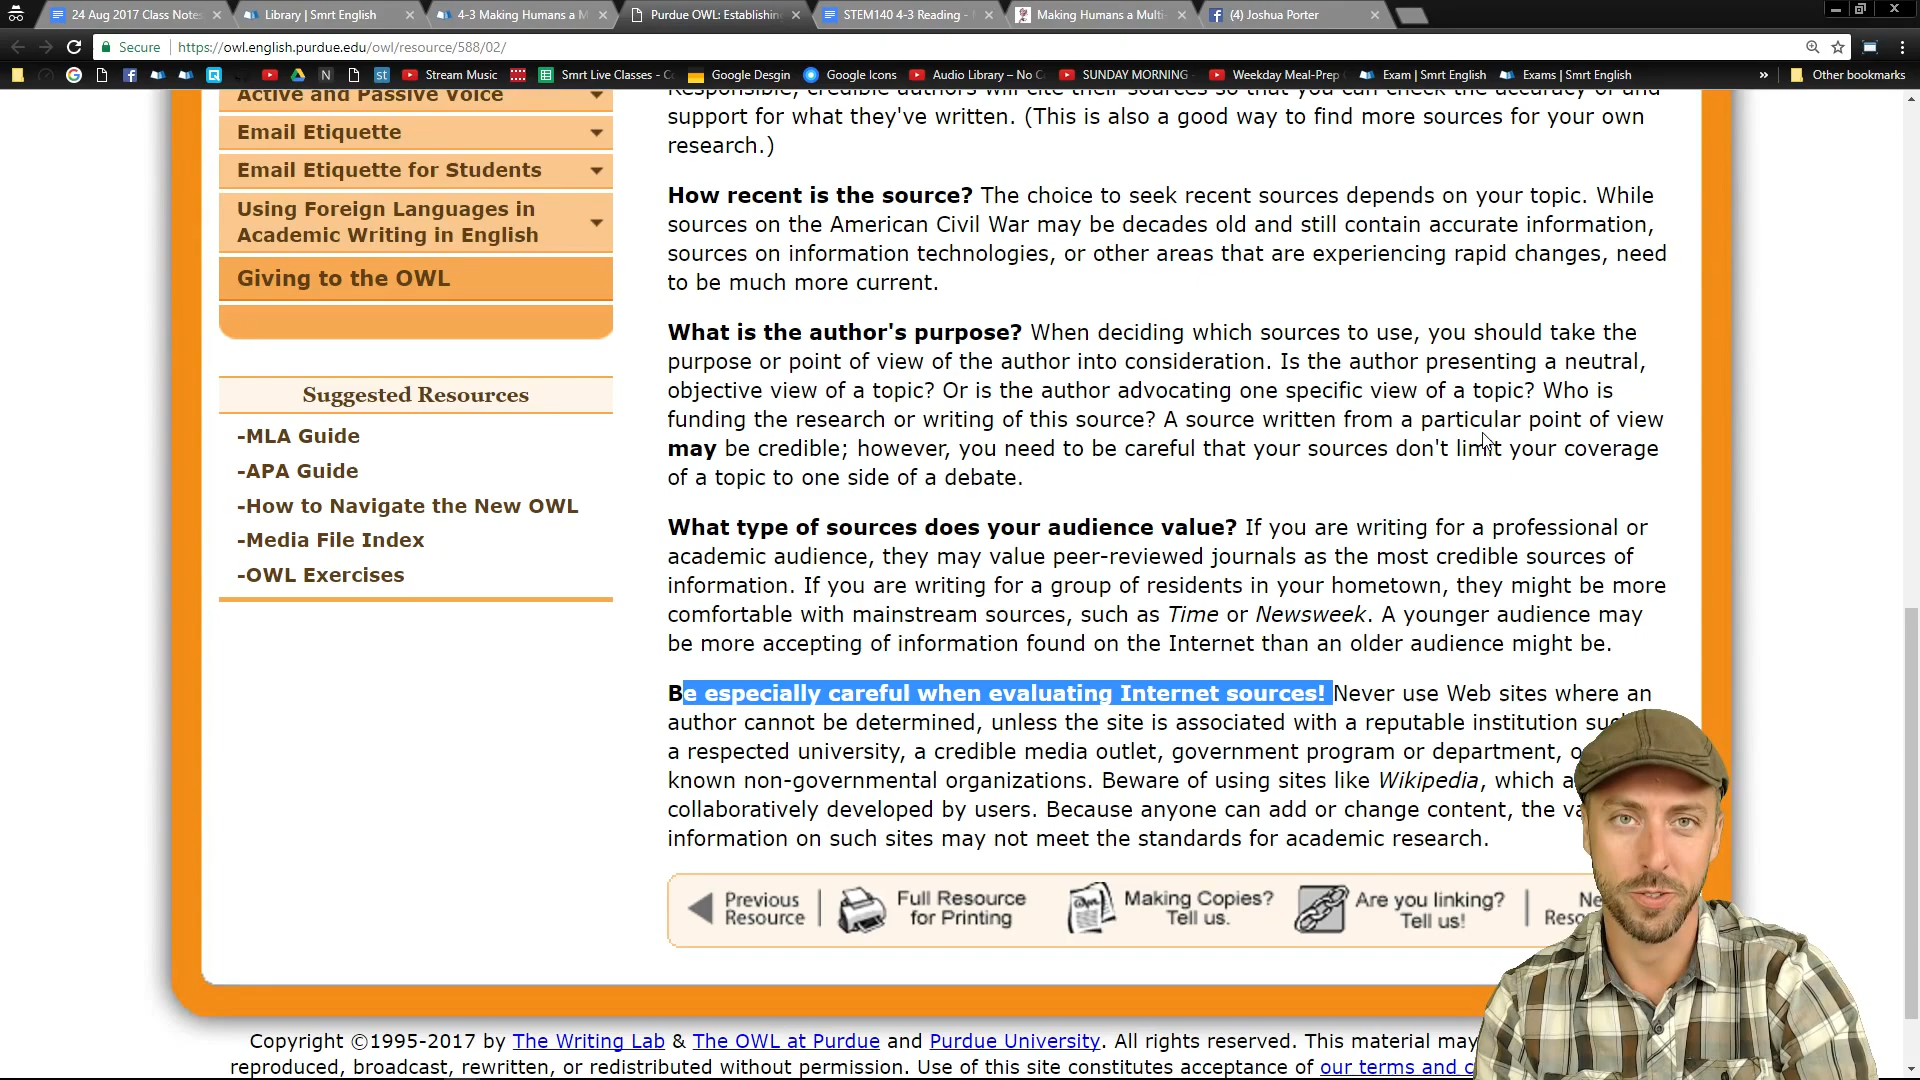 24 Aug 2017 Class Notes
Library | Smrt English
4-3 Making Humans a M
Purdue OWL: Establishing
STEM140 4-3 Reading -
Making Humans a Multi-
(4) Joshua Porter
Secure
https://owl.english.purdue.edu/owl/resource/588/02/
Stream Music
Smrt Live Classes - Co
Google Desgin
Google Icons
Audio Library – No Co
SUNDAY MORNING
Weekday Meal-Prep
Exam | Smrt English
Exams | Smrt English
»
Other bookmarks
Active and Passive Voice
Email Etiquette
Email Etiquette for Students
Using Foreign Languages in
Academic Writing in English
Giving to the OWL
Suggested Resources
-MLA Guide
-APA Guide
-How to Navigate the New OWL
-Media File Index
-OWL Exercises
Responsible, credible authors will cite their sources so that you can check the accuracy of and
support for what they've written. (This is also a good way to find more sources for your own
research.)
How recent is the source? The choice to seek recent sources depends on your topic. While
sources on the American Civil War may be decades old and still contain accurate information,
sources on information technologies, or other areas that are experiencing rapid changes, need
to be much more current.
What is the author's purpose? When deciding which sources to use, you should take the
purpose or point of view of the author into consideration. Is the author presenting a neutral,
objective view of a topic? Or is the author advocating one specific view of a topic? Who is
funding the research or writing of this source? A source written from a particular point of view
may be credible; however, you need to be careful that your sources don't limit your coverage
of a topic to one side of a debate.
What type of sources does your audience value? If you are writing for a professional or
academic audience, they may value peer-reviewed journals as the most credible sources of
information. If you are writing for a group of residents in your hometown, they might be more
comfortable with mainstream sources, such as Time or Newsweek. A younger audience may
be more accepting of information found on the Internet than an older audience might be.
Be especially careful when evaluating Internet sources! Never use Web sites where an
author cannot be determined, unless the site is associated with a reputable institution
a respected university, a credible media outlet, government program or department,
known non-governmental organizations. Beware of using sites like Wikipedia, which
collaboratively developed by users. Because anyone can add or change content, the
information on such sites may not meet the standards for academic research.
Previous
Resource
Full Resource
for Printing
Making Copies?
Tell us.
Are you linking?
Tell us!
Copyright ©1995-2017 by The Writing Lab & The OWL at Purdue and Purdue University. All rights reserved. This material may
reproduced, broadcast, rewritten, or redistributed without permission. Use of this site constitutes acceptance of our terms and